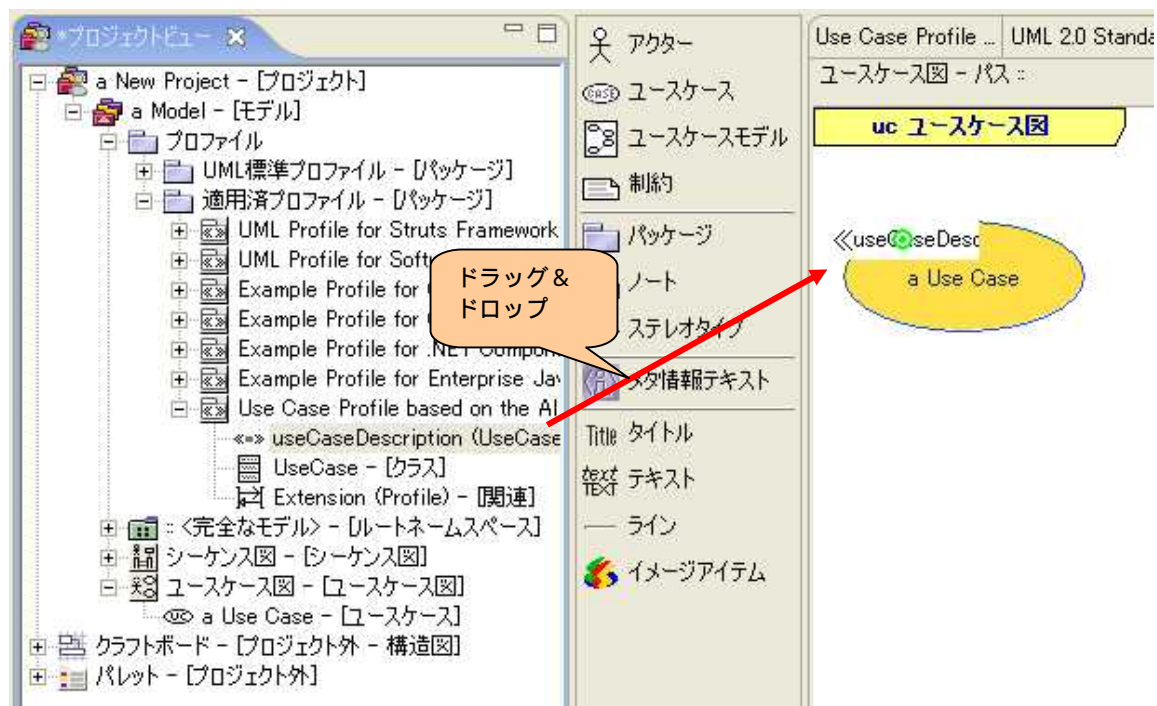 *プロジェクトビュー
a New Project - [プロジェクト]
a Model - [モデル]
プロファイル
UML標準プロファイル - [パッケージ]
適用済プロファイル - [パッケージ]
UML Profile for Struts Framework
UML Profile for Softw
Example Profile for
Example Profile for
Example Profile for .NET Compon
Example Profile for Enterprise Ja
Use Case Profile based on the Al
«=» useCaseDescription (UseCase
UseCase - [クラス]
Extension (Profile) - [関連]
:: <完全なモデル> - [ルートネームスペース]
シーケンス図 - [シーケンス図]
ユースケース図 - [ユースケース図]
a Use Case - [ユースケース]
クラフトボード - [プロジェクト外 - 構造図]
パレット - [プロジェクト外]
ドラッグ&
ドロップ
アクター
CASE ユースケース
ユースケースモデル
制約
パッケージ
ノート
ステレオタイプ
メタ情報テキスト
Title タイトル
text TEXT テキスト
ライン
イメージアイテム
Use Case Profile ... UML 2.0 Standa
ユースケース図 - パス ::
uc ユースケース図
a Use Case